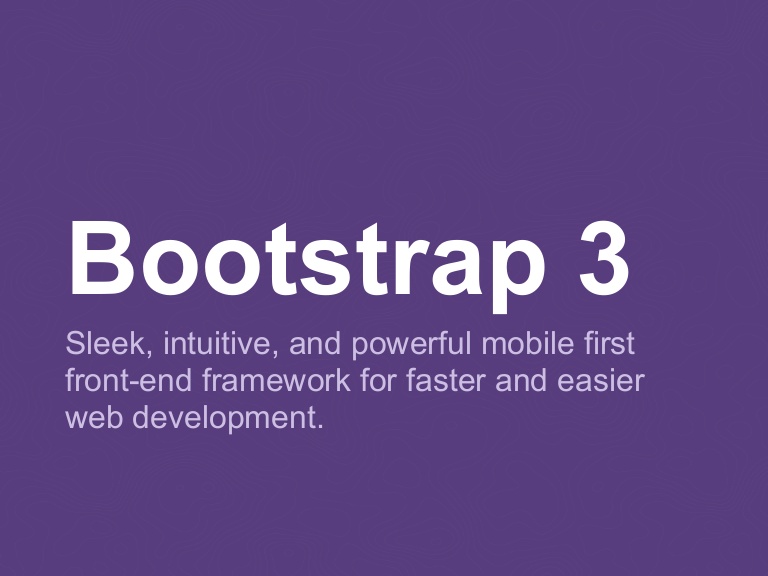 Bootstrap 3
Sleek, intuitive, and powerful mobile first
front-end framework for faster and easier
web development.